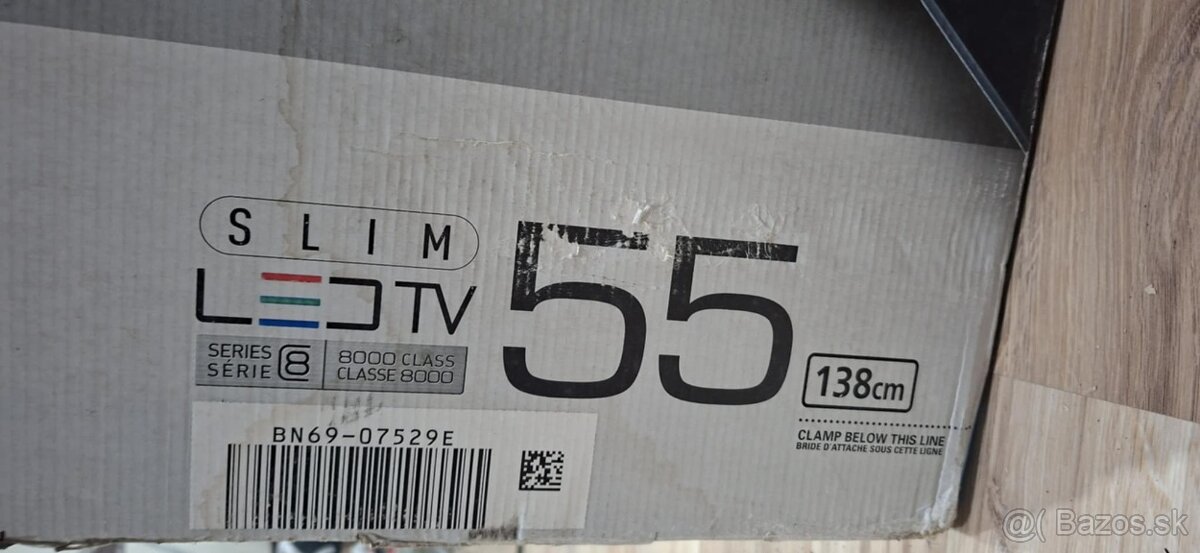 SLIM
LED TV
55
SERIES 8
SÉRIE
8000 CLASS
CLASSE 8000
138cm
CLAMP BELOW THIS LINE
BRIDE D'ATTACHE SOUS CETTE LIGNE
BN69-07529E
@( Bazos.sk